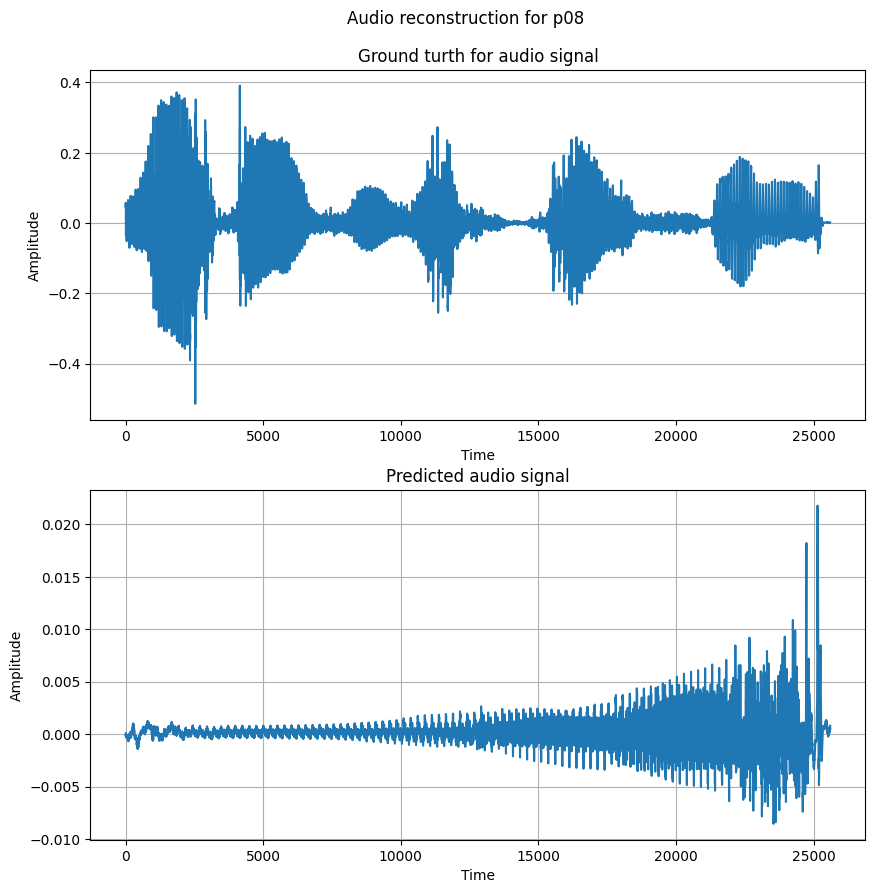 Audio reconstruction for p08
Ground turth for audio signal
0.4
0.2
0.0
−0.2
−0.4
Amplitude
0 5000 10000 15000 20000 25000
Time
Predicted audio signal
0.020
0.015
0.010
0.005
0.000
−0.005
−0.010
Amplitude
0 5000 10000 15000 20000 25000
Time